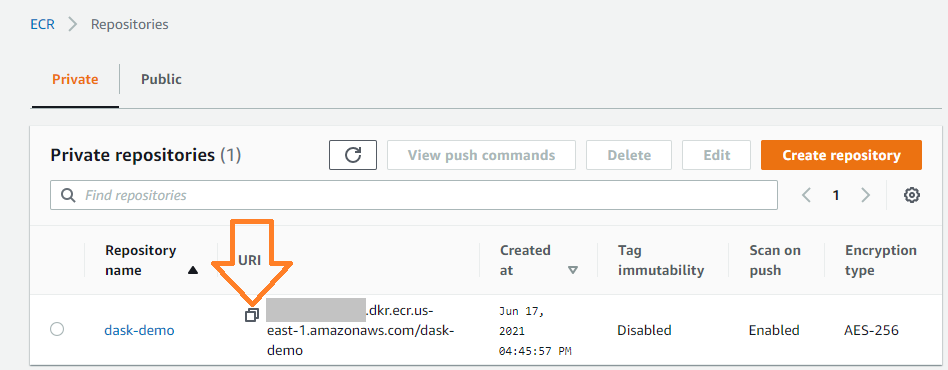 ECR > Repositories
Private Public
Private repositories (1) View push commands Delete Edit Create repository
Find repositories 1
Repository name URI Created at Tag immutability Scan on push Encryption type
dask-demo .dkr.ecr.us-
east-1.amazonaws.com/dask-
demo Jun 17,
2021
04:45:57 PM Disabled Enabled AES-256